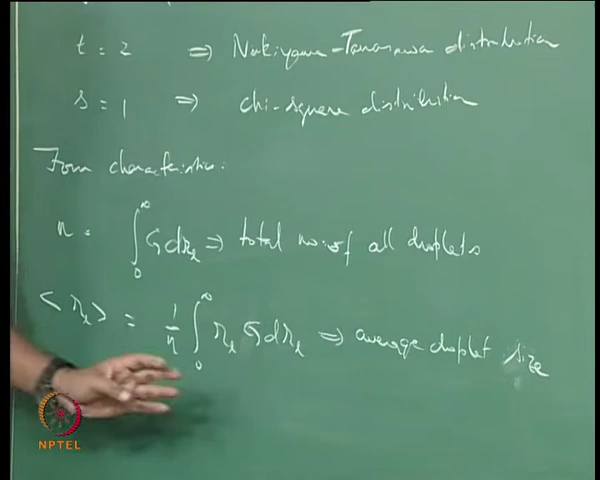 t = 2 ⇒ Nukiyama-Tanasawa distribution
s = 1 ⇒ chi-square distribution
From characteristics:
n = ∫₀^∞ G dr_l ⇒ total no. of all droplets
<r_l> = 1/n ∫₀^∞ r_l G dr_l ⇒ average droplet size
NPTEL